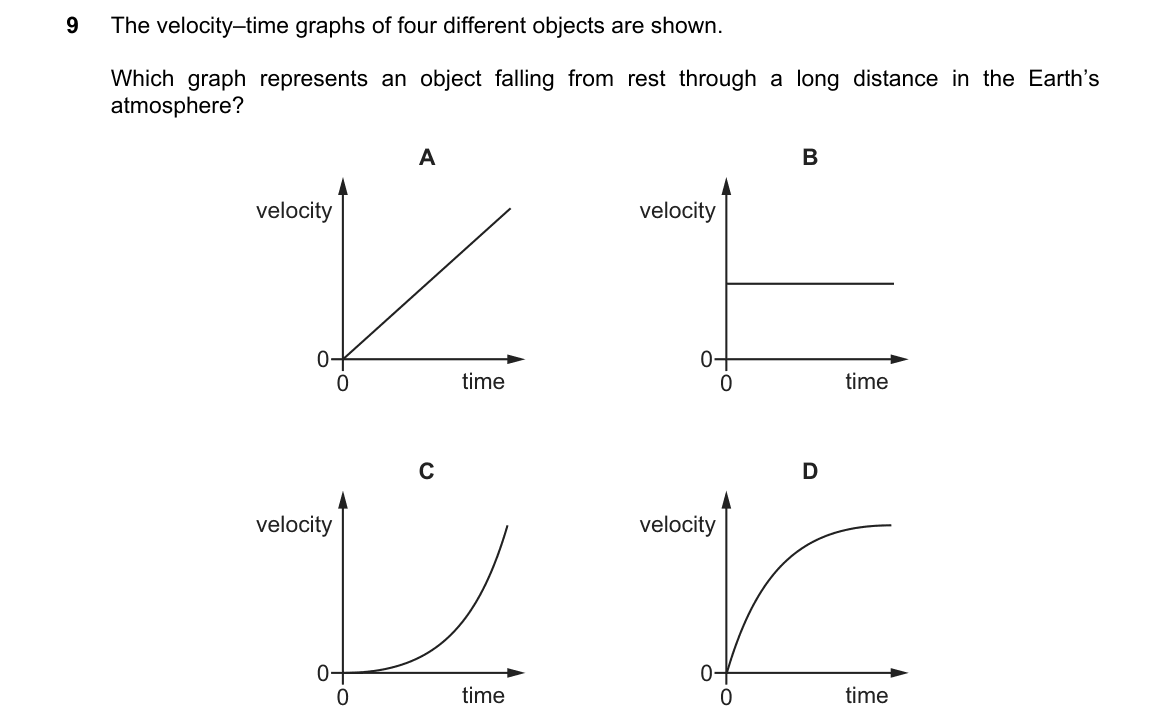 9 The velocity–time graphs of four different objects are shown.
Which graph represents an object falling from rest through a long distance in the Earth’s
atmosphere?
A
velocity
0
0
time
B
velocity
0
0
time
C
velocity
0
0
time
D
velocity
0
0
time